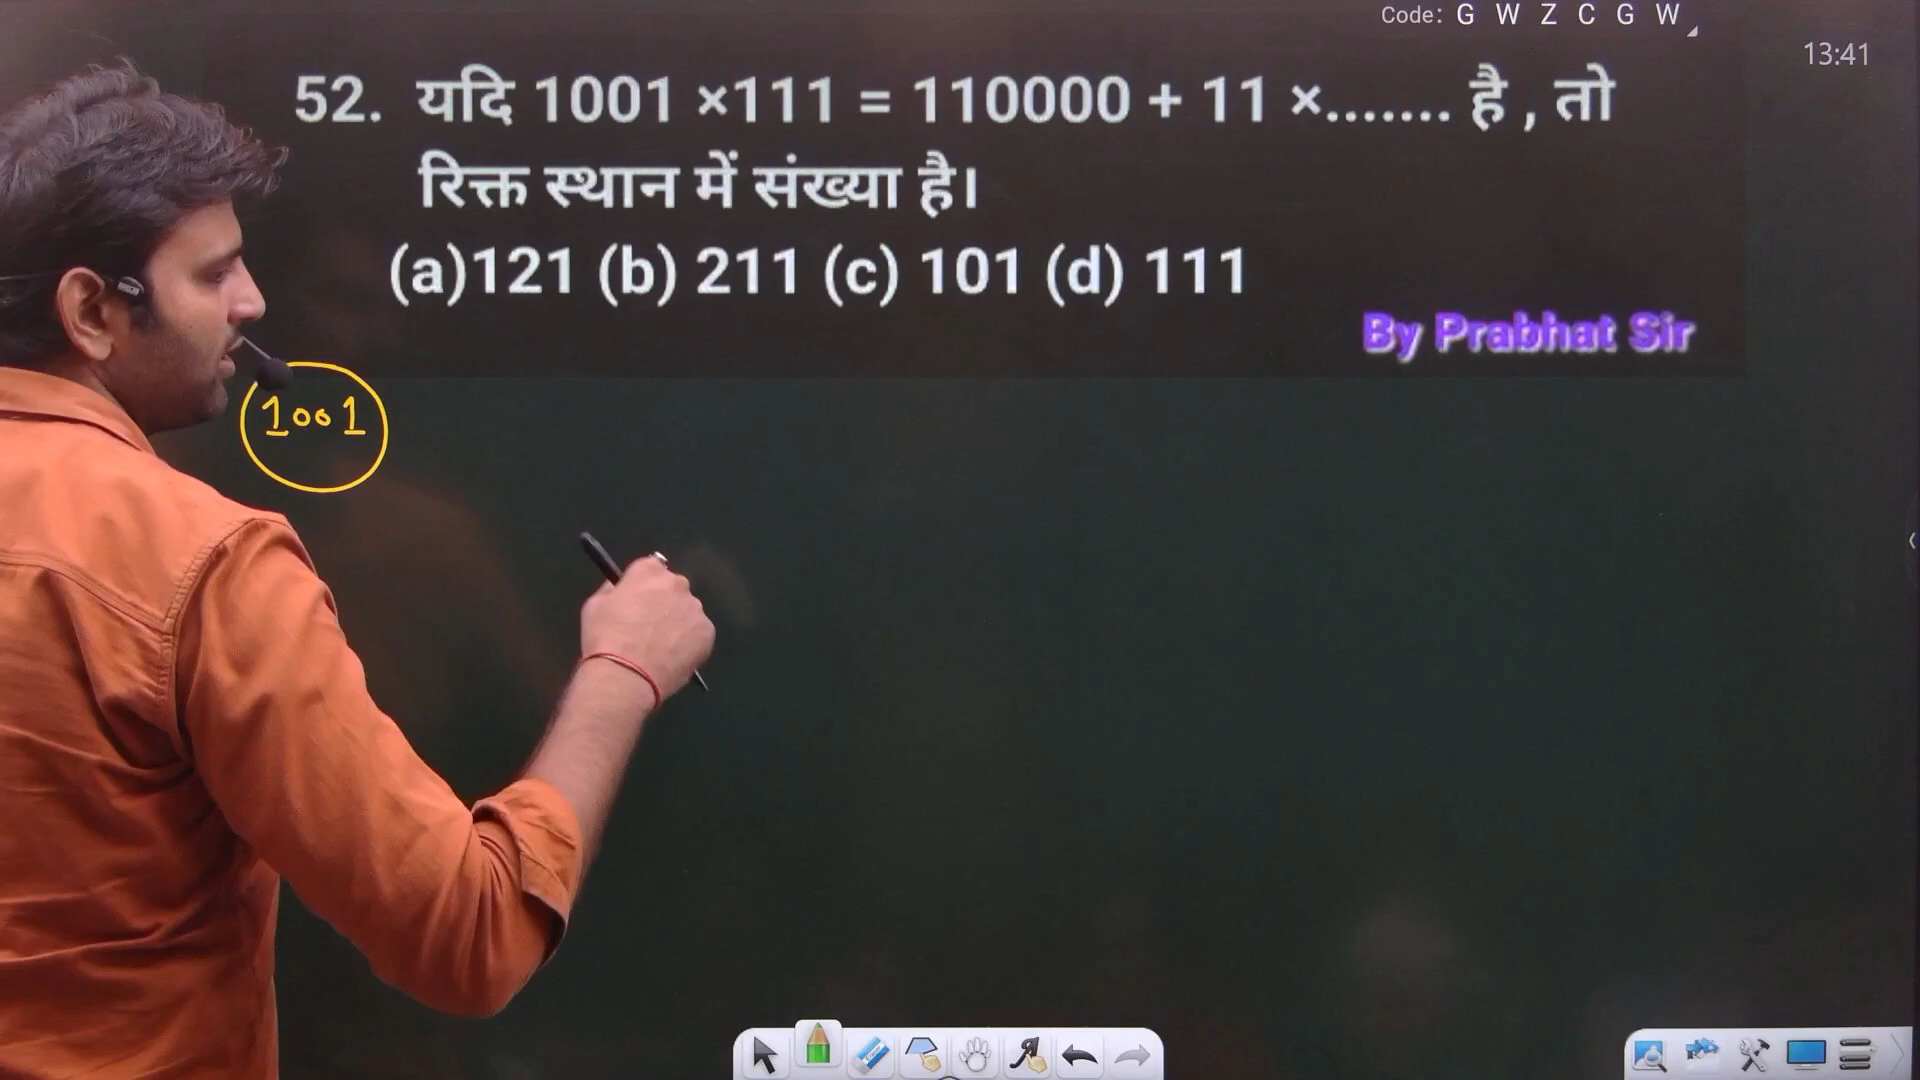 Code: G W Z C G W
13:41
52. यदि 1001 ×111 = 110000 + 11 ×....... है , तो
रिक्त स्थान में संख्या है।
(a)121 (b) 211 (c) 101 (d) 111
By Prabhat Sir
1001